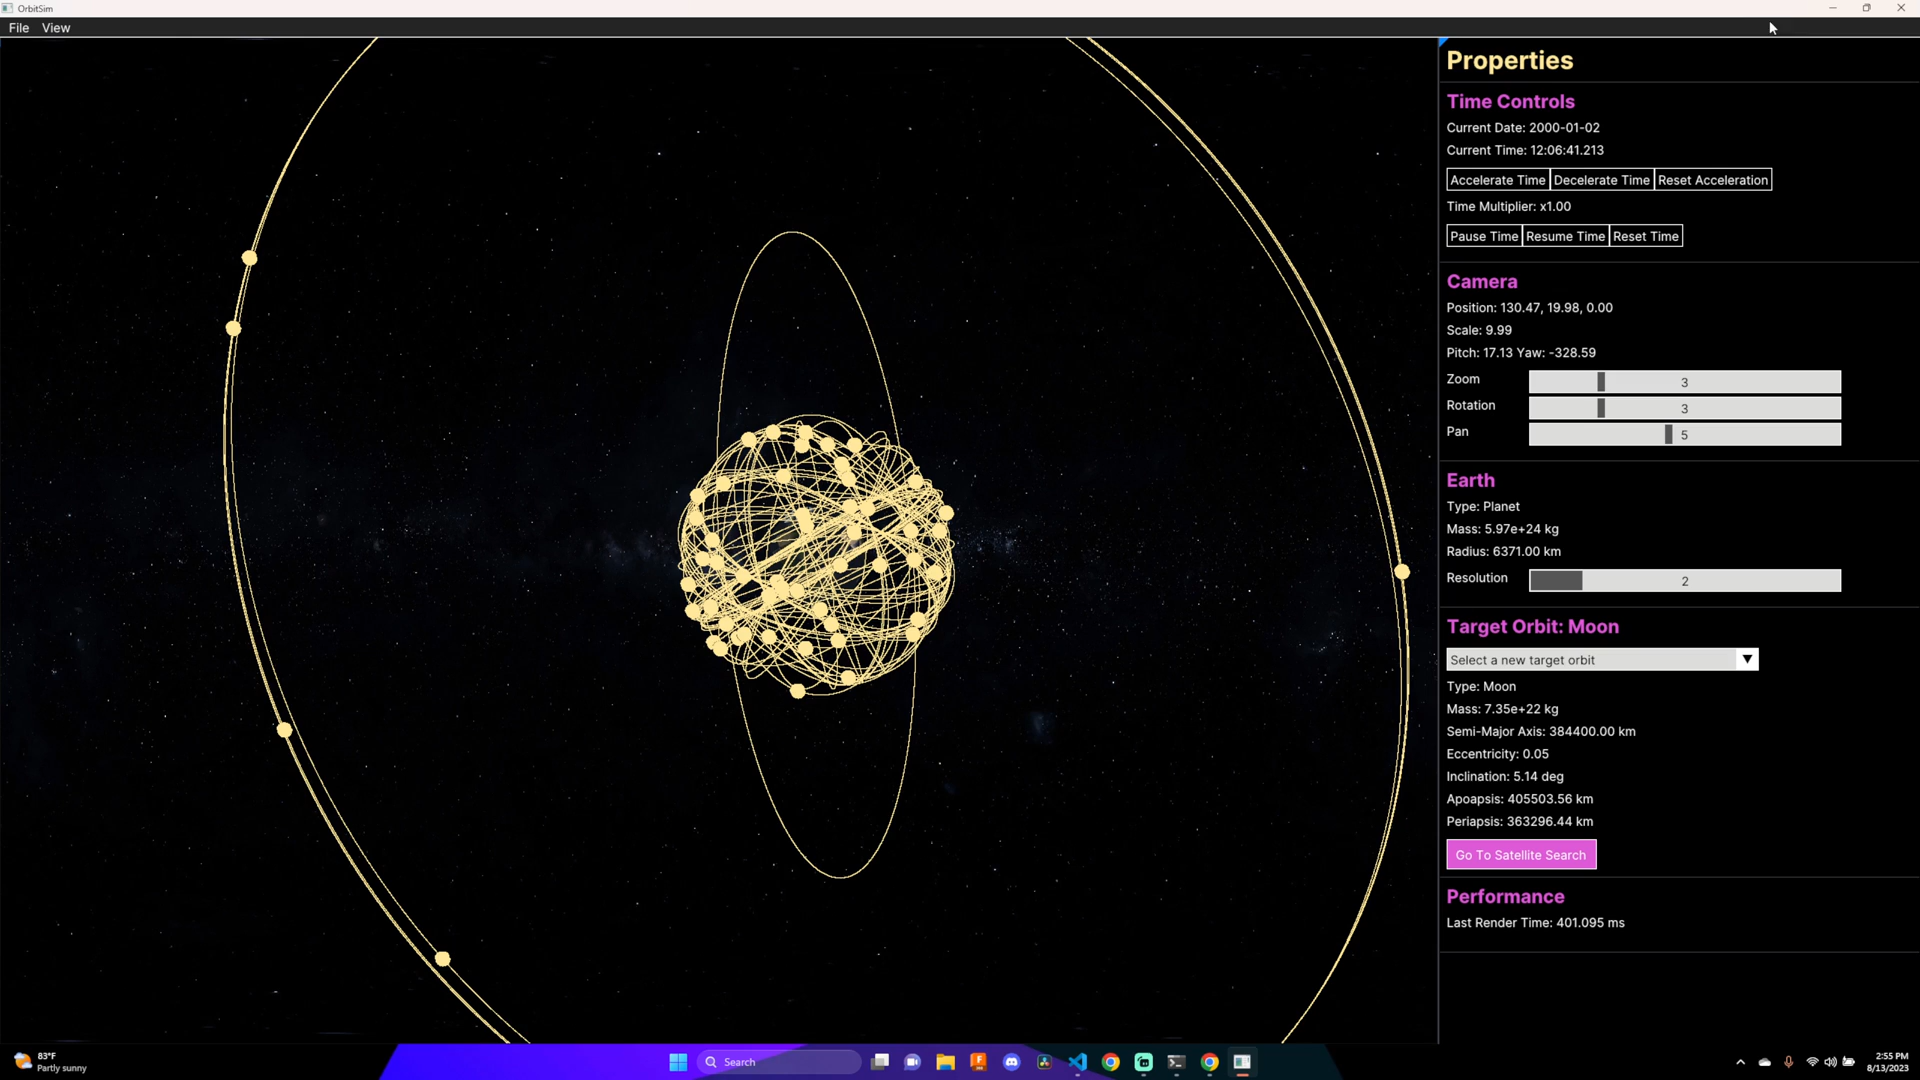 OrbitSim
File View
Properties
Time Controls
Current Date: 2000-01-02
Current Time: 12:06:41.213
Accelerate Time Decelerate Time Reset Acceleration
Time Multiplier: x1.00
Pause Time Resume Time Reset Time
Camera
Position: 130.47, 19.98, 0.00
Scale: 9.99
Pitch: 17.13 Yaw: -328.59
Zoom 3
Rotation 3
Pan 5
Earth
Type: Planet
Mass: 5.97e+24 kg
Radius: 6371.00 km
Resolution 2
Target Orbit: Moon
Select a new target orbit
Type: Moon
Mass: 7.35e+22 kg
Semi-Major Axis: 384400.00 km
Eccentricity: 0.05
Inclination: 5.14 deg
Apoapsis: 405503.56 km
Periapsis: 363296.44 km
Go To Satellite Search
Performance
Last Render Time: 401.095 ms
83°F
Partly sunny
Search
2:55 PM
8/13/2023